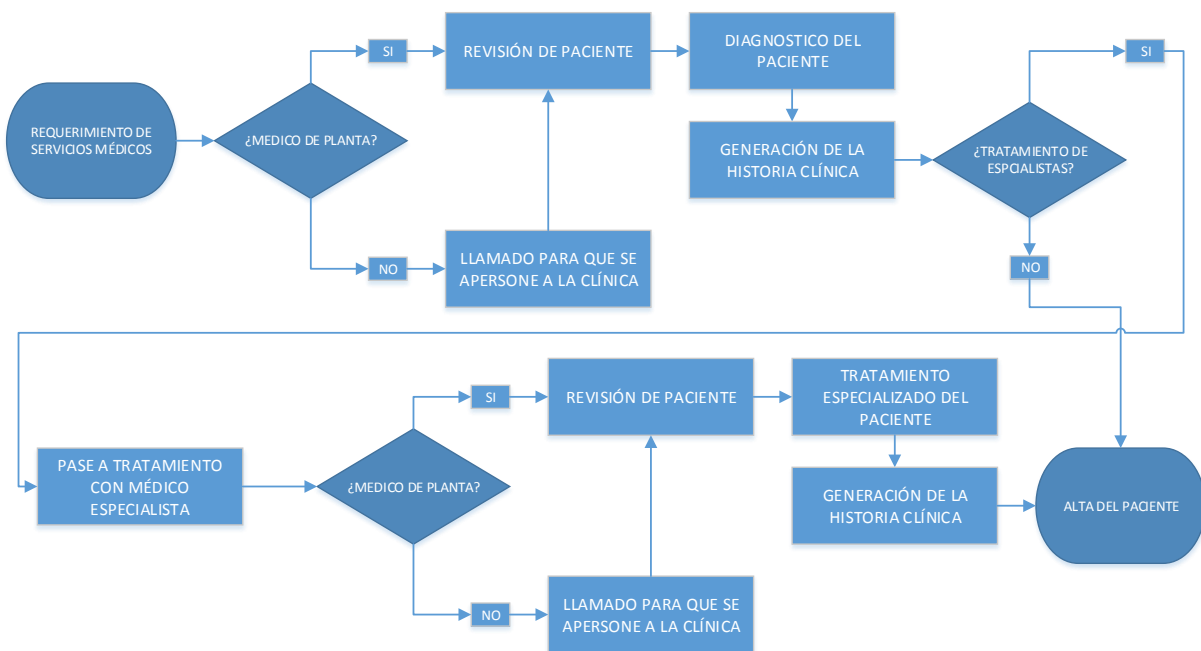 REQUERIMIENTO DE
SERVICIOS MÉDICOS
¿MEDICO DE PLANTA?
SI
REVISIÓN DE PACIENTE
DIAGNOSTICO DEL
PACIENTE
GENERACIÓN DE LA
HISTORIA CLÍNICA
¿TRATAMIENTO DE
ESPCIALISTAS?
SI
NO
LLAMADO PARA QUE SE
APERSONE A LA CLÍNICA
NO
PASE A TRATAMIENTO
CON MÉDICO
ESPECIALISTA
¿MEDICO DE PLANTA?
SI
REVISIÓN DE PACIENTE
TRATAMIENTO
ESPECIALIZADO DEL
PACIENTE
GENERACIÓN DE LA
HISTORIA CLÍNICA
ALTA DEL PACIENTE
NO
LLAMADO PARA QUE SE
APERSONE A LA CLÍNICA